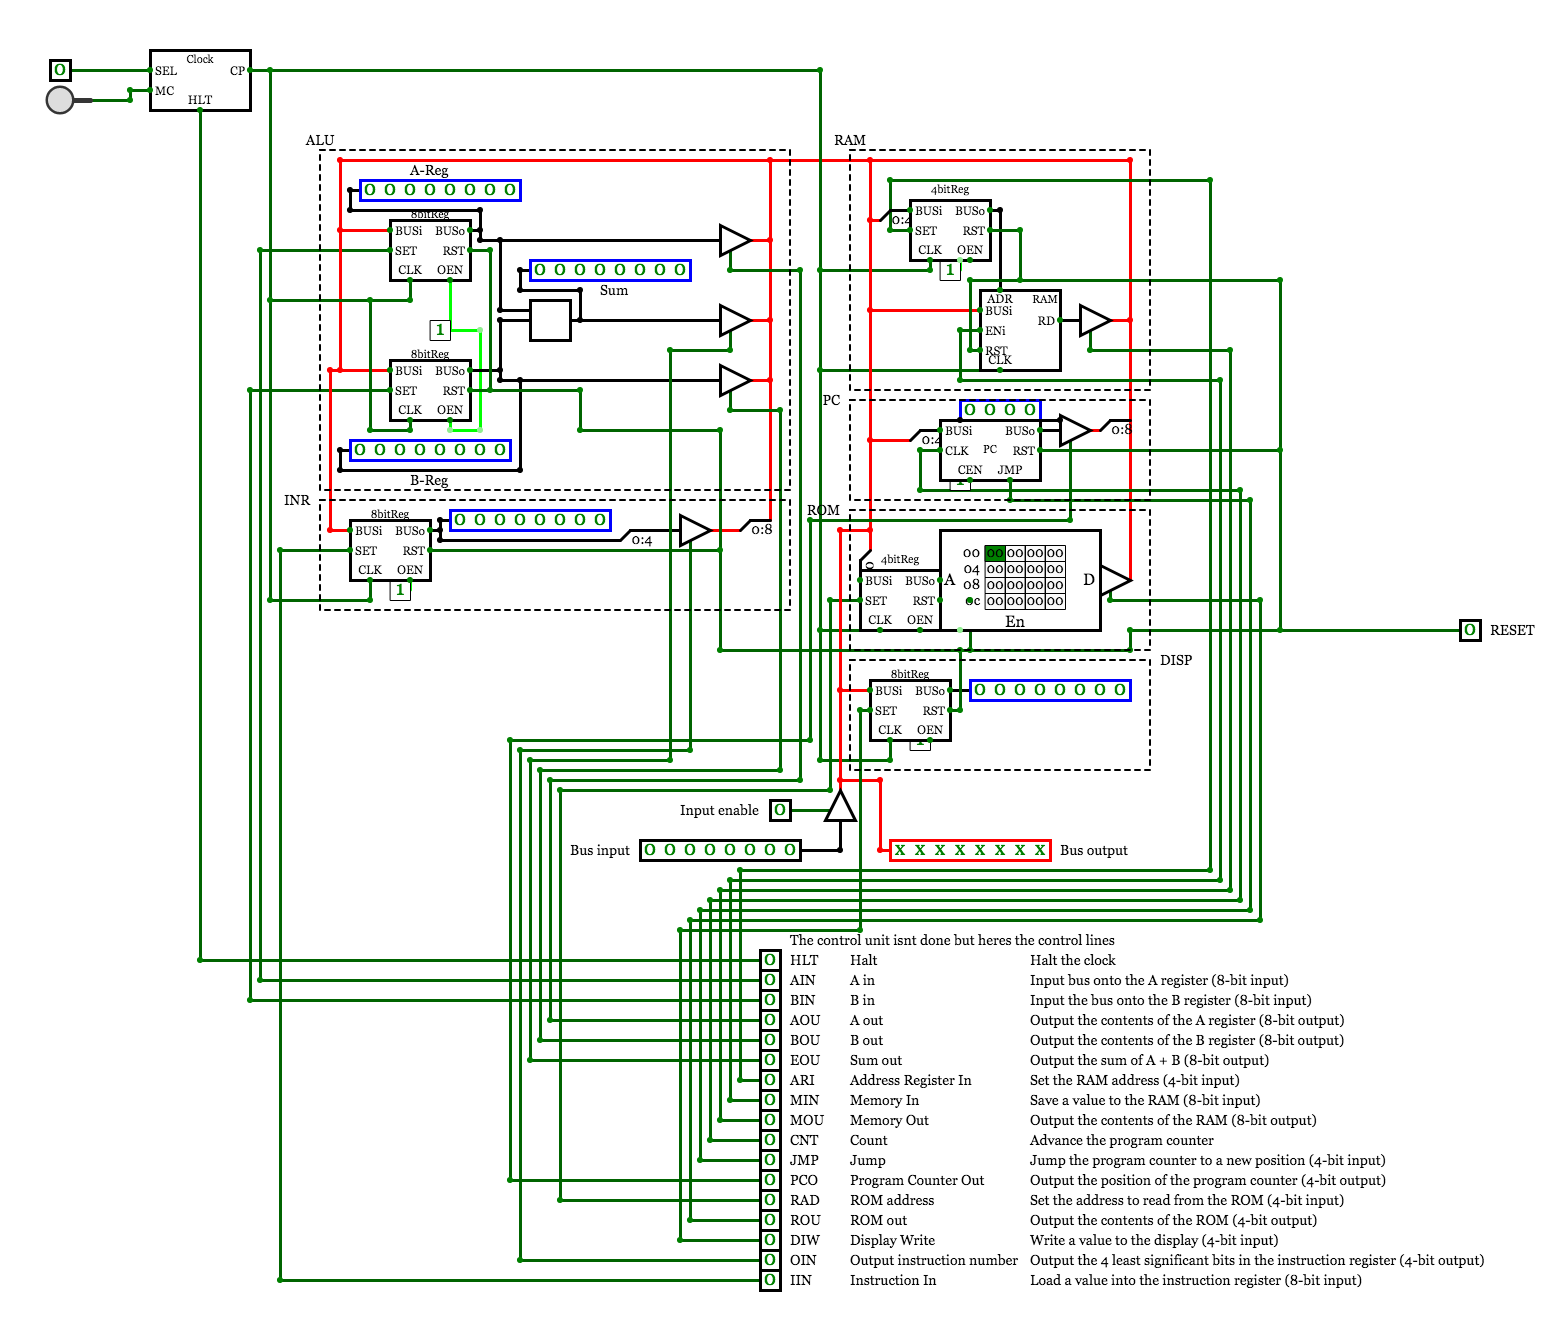 Clock
0 SEL CP
MC
HLT
ALU RAM
A-Reg
0 0 0 0 0 0 0 0
8bitReg
BUSi BUSo
SET RST
CLK OEN
0 0 0 0 0 0 0 0
Sum
1
8bitReg
BUSi BUSo
SET RST
CLK OEN
0 0 0 0 0 0 0 0
B-Reg
4bitReg
BUSi BUSo
0:4
SET RST
CLK OEN
1
ADR RAM
BUSi
RD
ENi
RST
CLK
PC
0 0 0 0
BUSi BUSo
0:4 0:8
CLK PC RST
CEN JMP
1
INR
8bitReg
0 0 0 0 0 0 0 0
BUSi BUSo
0:4 0:8
SET RST
CLK OEN
1
ROM
4bitReg
BUSi BUSo
SET RST
CLK OEN
A D
00 00 00 00 00
04 00 00 00 00
08 00 00 00 00
0c 00 00 00 00
En
0 RESET
DISP
8bitReg
BUSi BUSo
0 0 0 0 0 0 0 0
SET RST
CLK OEN
1
Input enable 0
Bus input 0 0 0 0 0 0 0 0
x x x x x x x x Bus output
The control unit isnt done but heres the control lines
0 HLT Halt Halt the clock
0 AIN A in Input bus onto the A register (8-bit input)
0 BIN B in Input the bus onto the B register (8-bit input)
0 AOU A out Output the contents of the A register (8-bit output)
0 BOU B out Output the contents of the B register (8-bit output)
0 EOU Sum out Output the sum of A + B (8-bit output)
0 ARI Address Register In Set the RAM address (4-bit input)
0 MIN Memory In Save a value to the RAM (8-bit input)
0 MOU Memory Out Output the contents of the RAM (8-bit output)
0 CNT Count Advance the program counter
0 JMP Jump Jump the program counter to a new position (4-bit input)
0 PCO Program Counter Out Output the position of the program counter (4-bit output)
0 RAD ROM address Set the address to read from the ROM (4-bit input)
0 ROU ROM out Output the contents of the ROM (4-bit output)
0 DIW Display Write Write a value to the display (4-bit input)
0 OIN Output instruction number Output the 4 least significant bits in the instruction register (4-bit output)
0 IIN Instruction In Load a value into the instruction register (8-bit input)